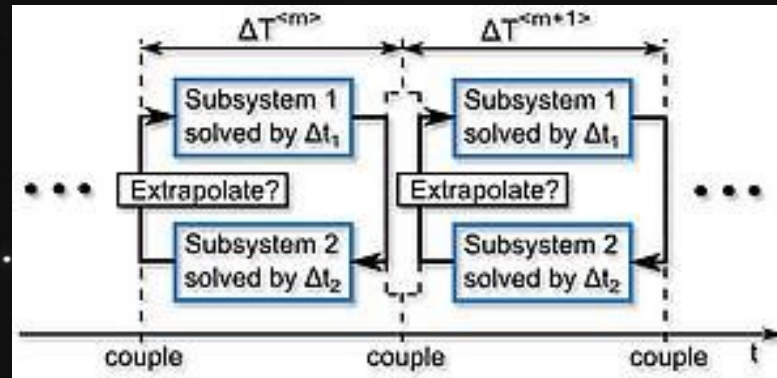 ΔT<m> ΔT<m+1>
Subsystem 1 Subsystem 1
solved by Δt₁ solved by Δt₁
••• Extrapolate? Extrapolate? •••
Subsystem 2 Subsystem 2
solved by Δt₂ solved by Δt₂
couple couple couple t